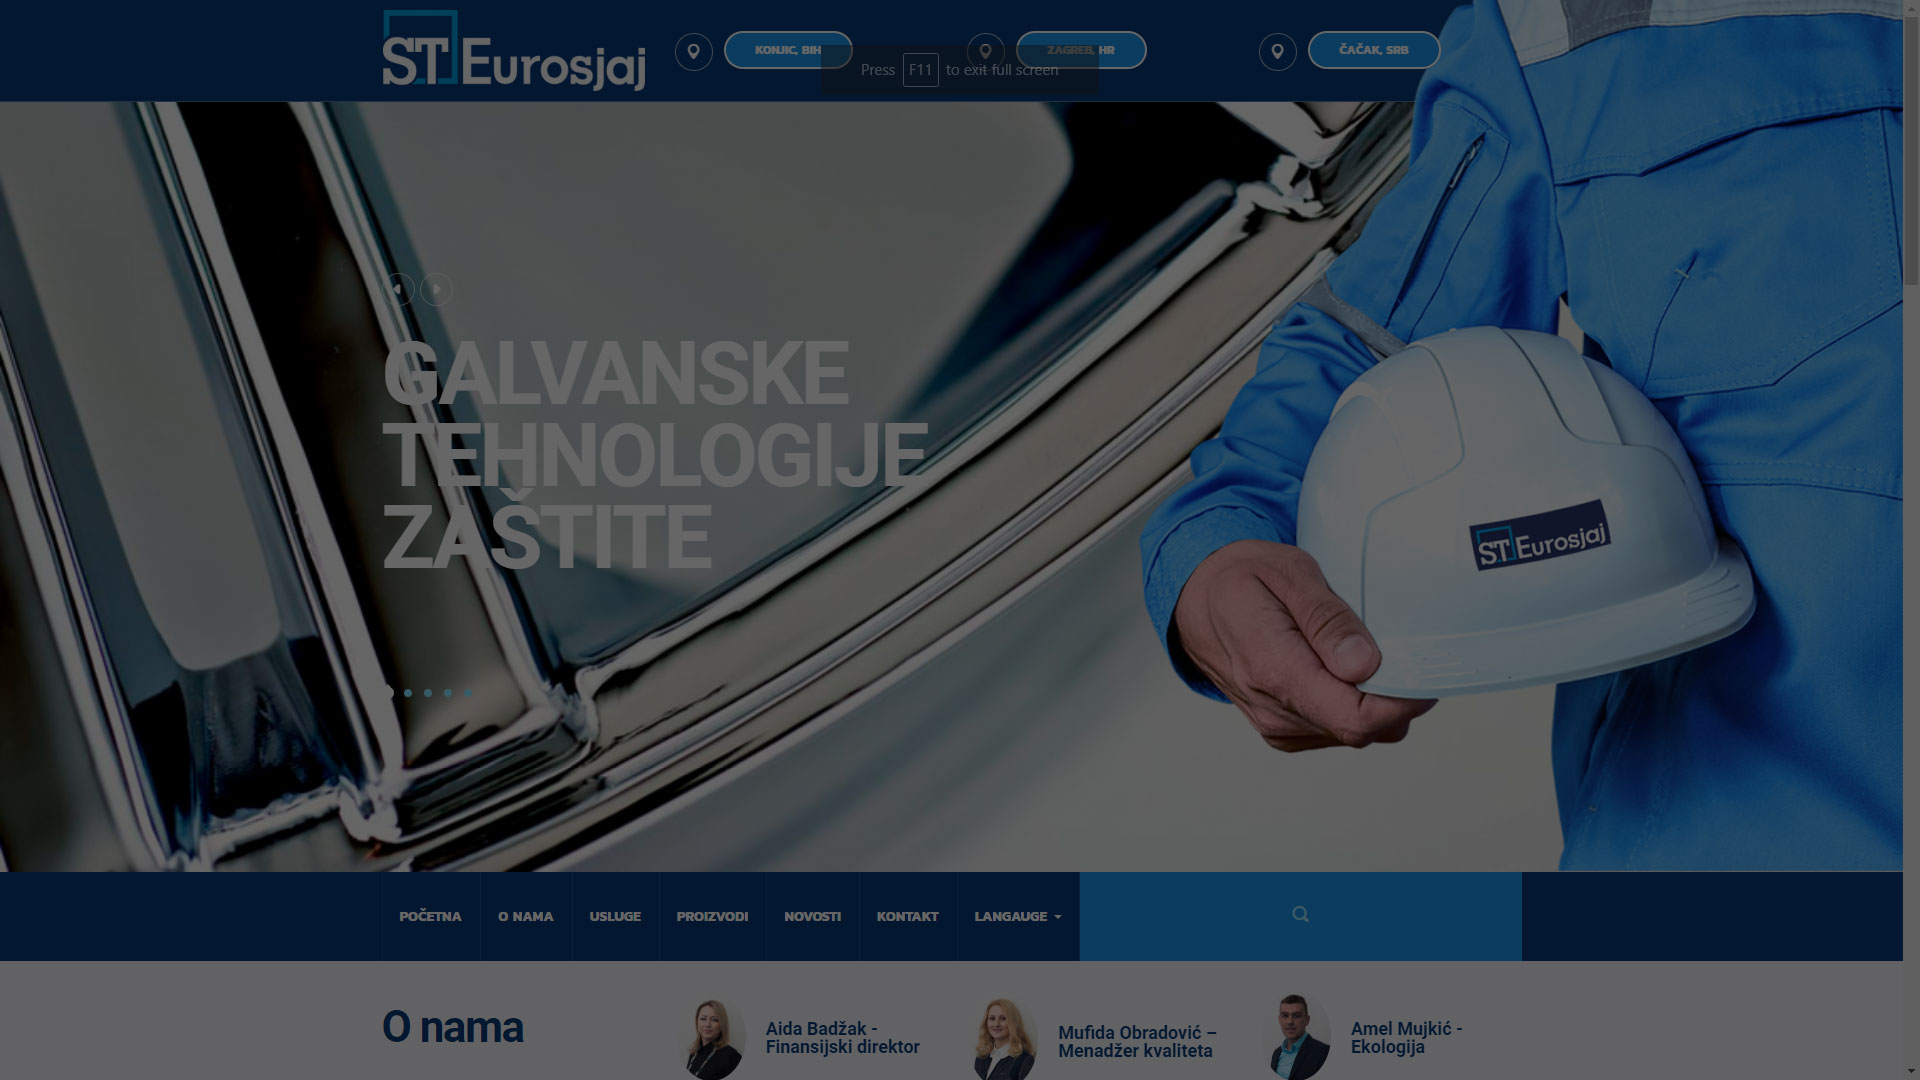 ST Eurosjaj
KONJIC, BIH
ZAGREB, HR
ČAČAK, SRB
Press F11 to exit full screen
GALVANSKE
TEHNOLOGIJE
ZAŠTITE
ST Eurosjaj
POČETNA
O NAMA
USLUGE
PROIZVODI
NOVOSTI
KONTAKT
LANGAUGE
O nama
Aida Badžak -
Finansijski direktor
Mufida Obradović –
Menadžer kvaliteta
Amel Mujkić -
Ekologija